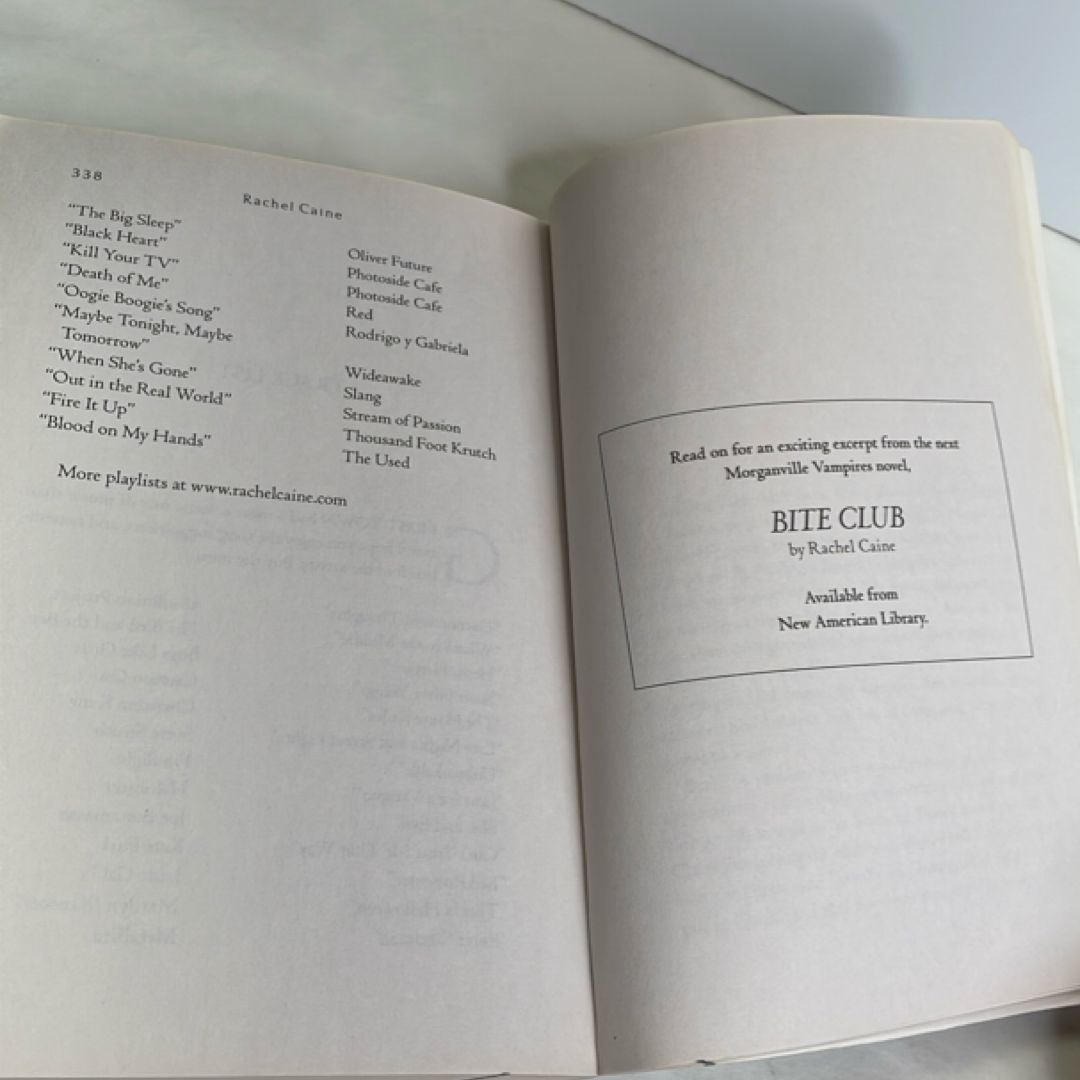 338
Rachel Caine
"The Big Sleep" Oliver Future
"Black Heart" Photoside Cafe
"Kill Your TV" Photoside Cafe
"Death of Me" Red
"Oogie Boogie's Song" Rodrigo y Gabriela
"Maybe Tonight, Maybe
Tomorrow" Wideawake
"When She's Gone" Slang
"Out in the Real World" Stream of Passion
"Fire It Up" Thousand Foot Krutch
"Blood on My Hands" The Used
More playlists at www.rachelcaine.com
Read on for an exciting excerpt from the next
Morganville Vampires novel,
BITE CLUB
by Rachel Caine
Available from
New American Library.